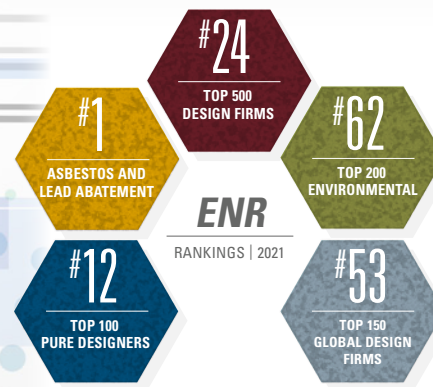 #24
TOP 500
DESIGN FIRMS
#1
ASBESTOS AND
LEAD ABATEMENT
#62
TOP 200
ENVIRONMENTAL
ENR
RANKINGS | 2021
#12
TOP 100
PURE DESIGNERS
#53
TOP 150
GLOBAL DESIGN
FIRMS